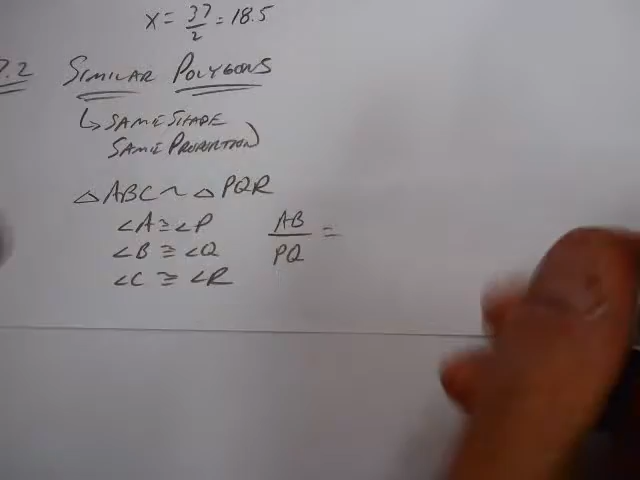 x = 37/2 = 18.5
7.2 SIMILAR POLYGONS
↳ SAME SHAPE
SAME PROPORTION
△ABC ~ △PQR
∠A ≅ ∠P
∠B ≅ ∠Q
∠C ≅ ∠R
AB/PQ =